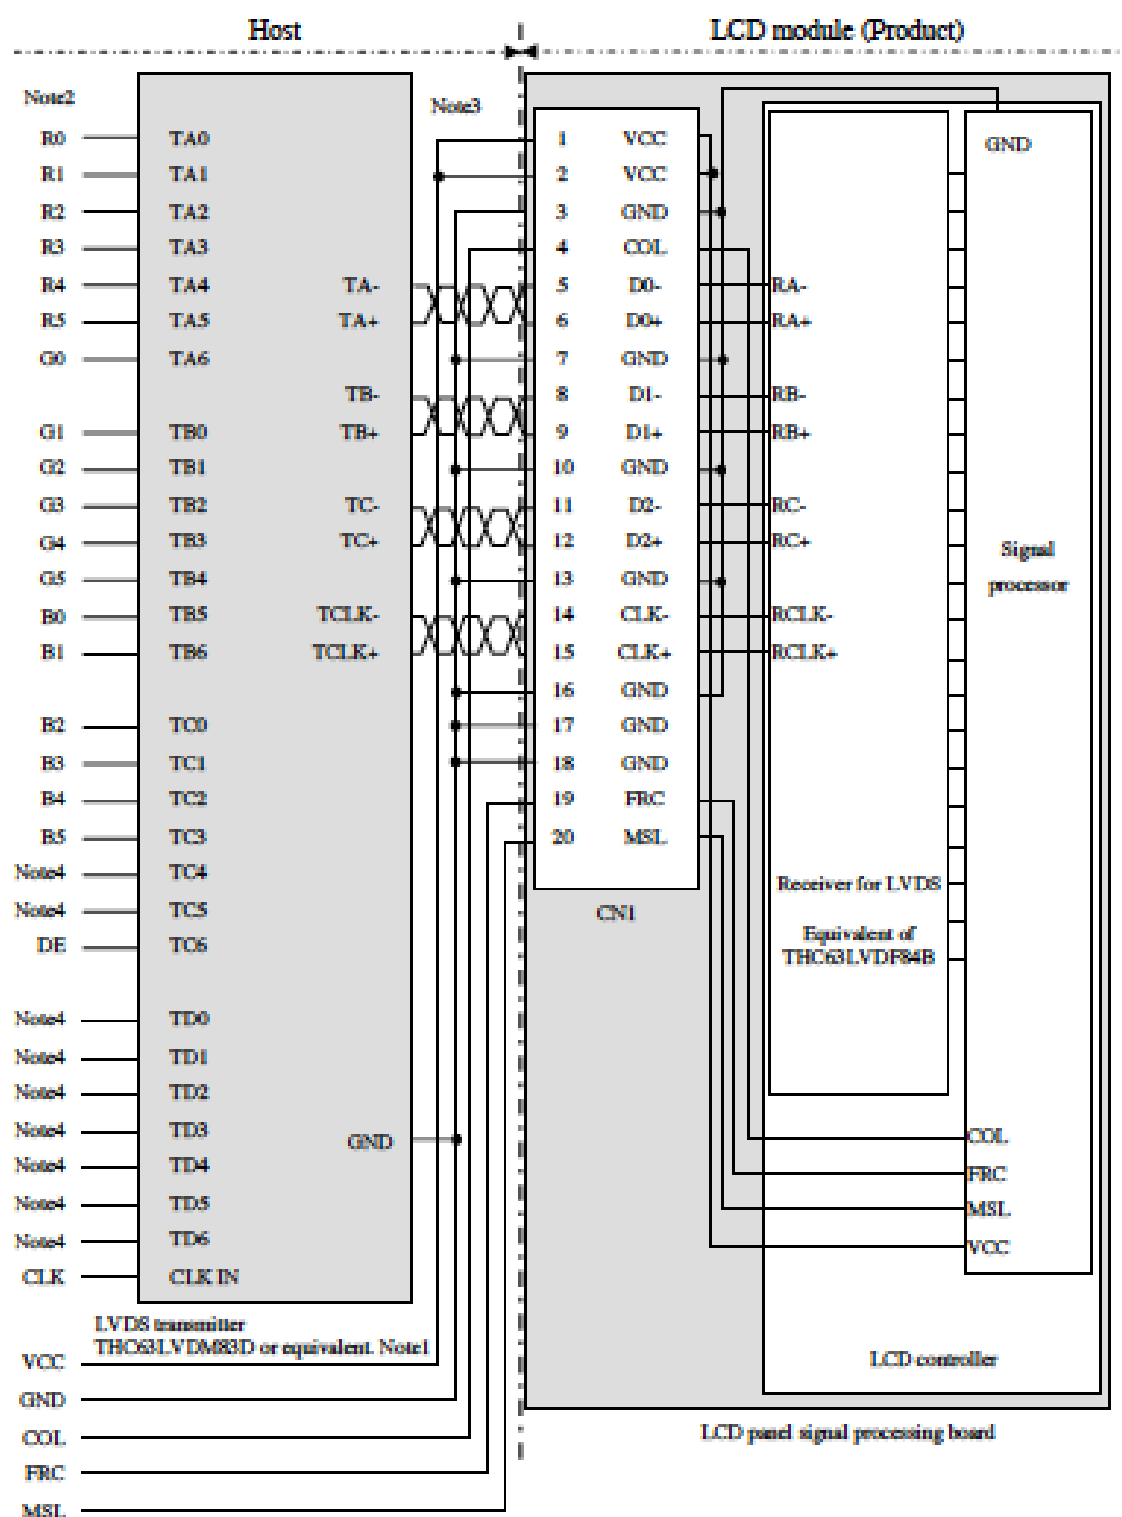 Host LCD module (Product)
Note2
Note3
R0 TA0 1 VCC GND
R1 TA1 2 VCC
R2 TA2 3 GND
R3 TA3 4 COL
R4 TA4 TA- 5 D0- RA-
R5 TA5 TA+ 6 D0+ RA+
G0 TA6 7 GND
TB- 8 D1- RB-
G1 TB0 TB+ 9 D1+ RB+
G2 TB1 10 GND
G3 TB2 TC- 11 D2- RC-
G4 TB3 TC+ 12 D2+ RC+
Signal
processor
G5 TB4 13 GND
B0 TB5 TCLK- 14 CLK- RCLK-
B1 TB6 TCLK+ 15 CLK+ RCLK+
16 GND
B2 TC0 17 GND
B3 TC1 18 GND
B4 TC2 19 FRC
B5 TC3 20 MSL
Note4 TC4
Receiver for LVDS
Note4 TC5 CN1
Equivalent of
DE TC6
THC63LVDF84B
Note4 TD0
Note4 TD1
Note4 TD2
Note4 TD3 GND COL
Note4 TD4 FRC
Note4 TD5 MSL
Note4 TD6 VCC
CLK CLK IN
LVDS transmitter
THC63LVDM83D or equivalent. Note1
VCC LCD controller
GND
COL LCD panel signal processing board
FRC
MSL